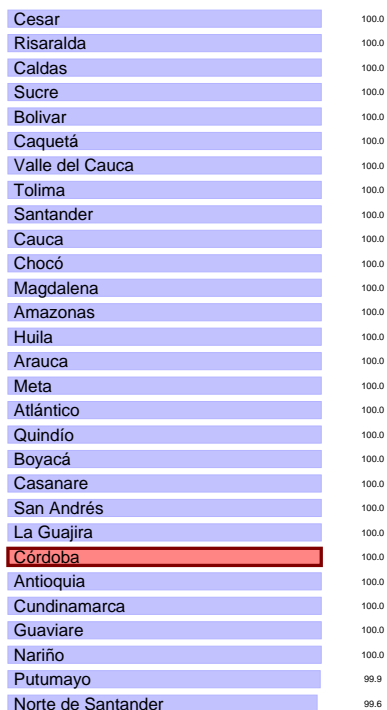 Cesar 100.0
Risaralda 100.0
Caldas 100.0
Sucre 100.0
Bolivar 100.0
Caquetá 100.0
Valle del Cauca 100.0
Tolima 100.0
Santander 100.0
Cauca 100.0
Chocó 100.0
Magdalena 100.0
Amazonas 100.0
Huila 100.0
Arauca 100.0
Meta 100.0
Atlántico 100.0
Quindío 100.0
Boyacá 100.0
Casanare 100.0
San Andrés 100.0
La Guajira 100.0
Córdoba 100.0
Antioquia 100.0
Cundinamarca 100.0
Guaviare 100.0
Nariño 100.0
Putumayo 99.9
Norte de Santander 99.6